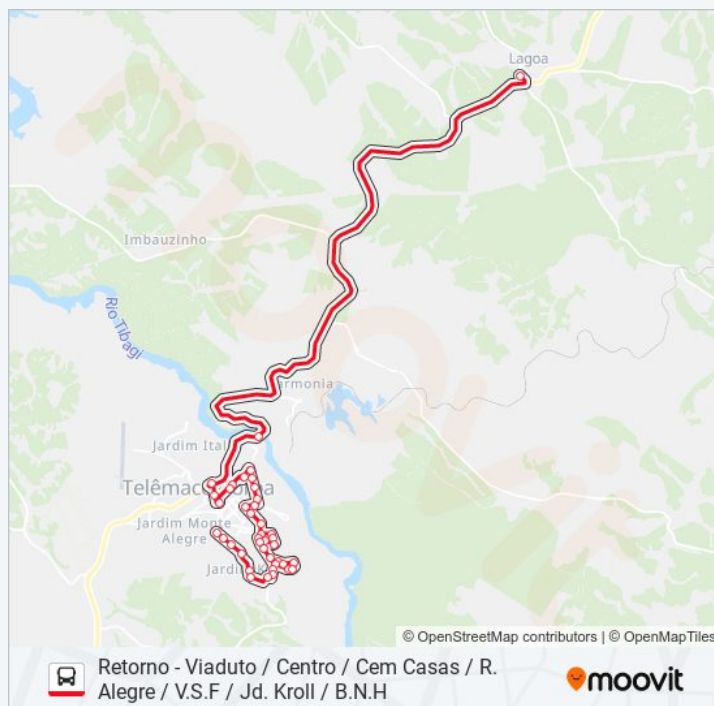 Lagoa
Imbauzinho
Rio Tibagi
armonia
Jardim Ital
Telêmaco
Jardim Monte
Alegre
© OpenStreetMap contributors | © OpenMapTiles
Retorno - Viaduto / Centro / Cem Casas / R.
Alegre / V.S.F / Jd. Kroll / B.N.H
moovit